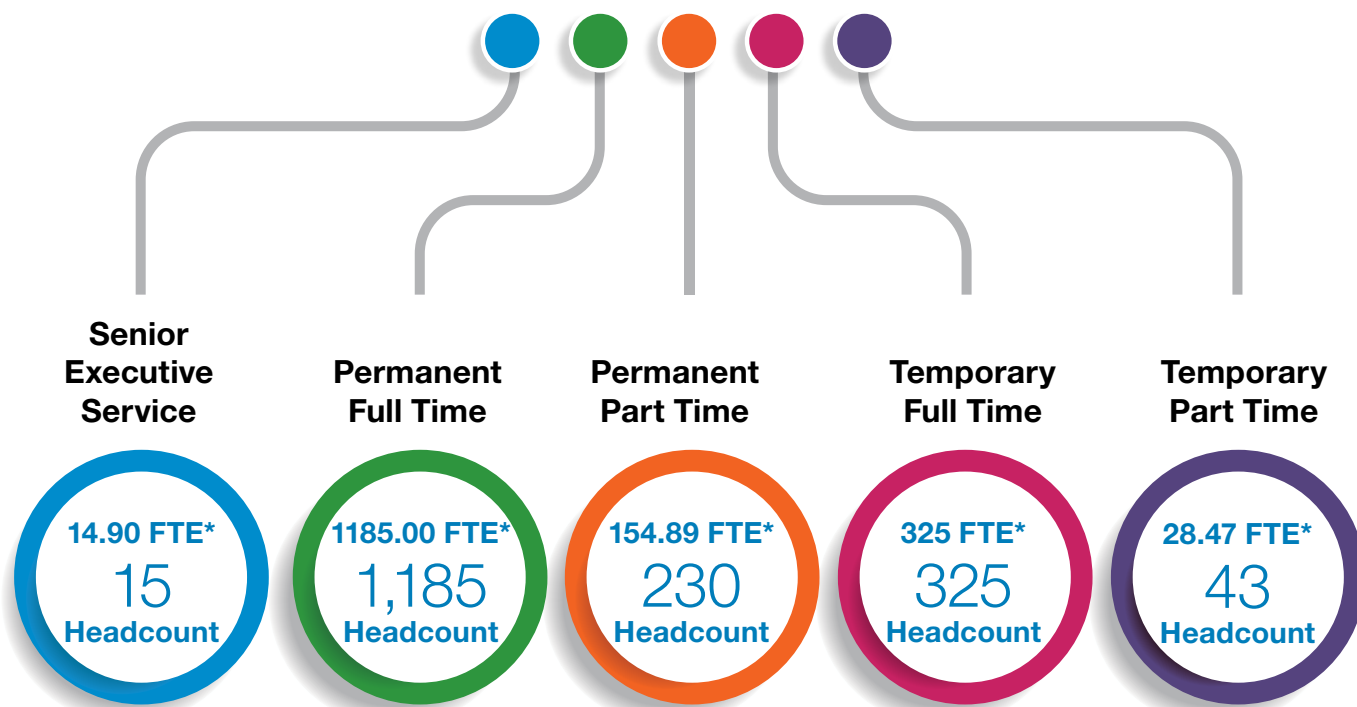 Senior
Executive
Service
14.90 FTE*
15
Headcount
Permanent
Full Time
1185.00 FTE*
1,185
Headcount
Permanent
Part Time
154.89 FTE*
230
Headcount
Temporary
Full Time
325 FTE*
325
Headcount
Temporary
Part Time
28.47 FTE*
43
Headcount